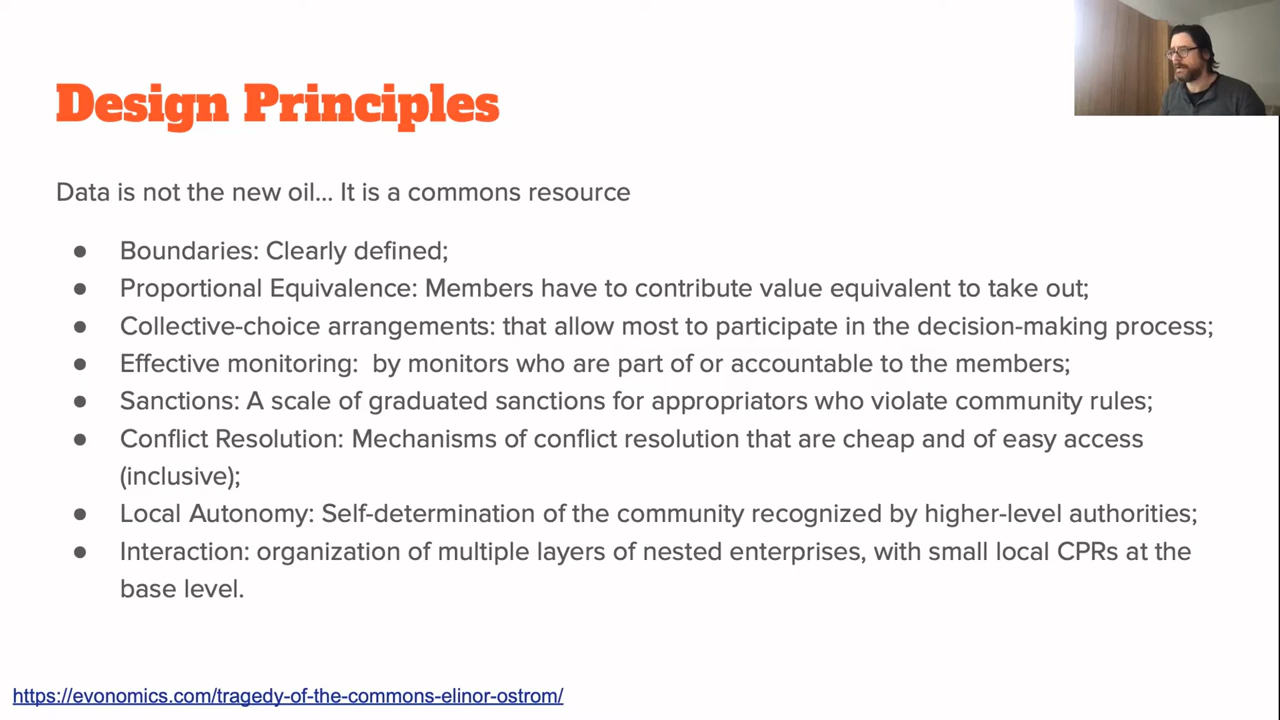 Design Principles
Data is not the new oil... It is a commons resource
● Boundaries: Clearly defined;
● Proportional Equivalence: Members have to contribute value equivalent to take out;
● Collective-choice arrangements: that allow most to participate in the decision-making process;
● Effective monitoring:  by monitors who are part of or accountable to the members;
● Sanctions: A scale of graduated sanctions for appropriators who violate community rules;
● Conflict Resolution: Mechanisms of conflict resolution that are cheap and of easy access
(inclusive);
● Local Autonomy: Self-determination of the community recognized by higher-level authorities;
● Interaction: organization of multiple layers of nested enterprises, with small local CPRs at the
base level.
https://evonomics.com/tragedy-of-the-commons-elinor-ostrom/